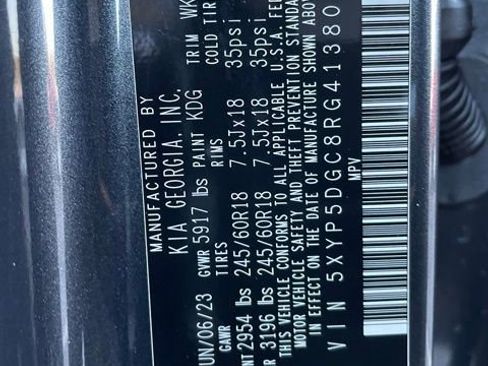 MANUFACTURED BY
KIA GEORGIA, INC.
UN/06/23 GVWR 5917 lbs PAINT KDG TRIM WK
GAWR TIRES RIMS COLD TIR
NT 2954 lbs 245/60R18 7.5Jx18 35psi
R 3196 lbs 245/60R18 7.5Jx18 35psi
THIS VEHICLE CONFORMS TO ALL APPLICABLE U.S.A. FED
MOTOR VEHICLE SAFETY AND THEFT PREVENTION STANDA
IN EFFECT ON THE DATE OF MANUFACTURE SHOWN ABOV
VIN 5XYP5DGC8RG41380
MPV